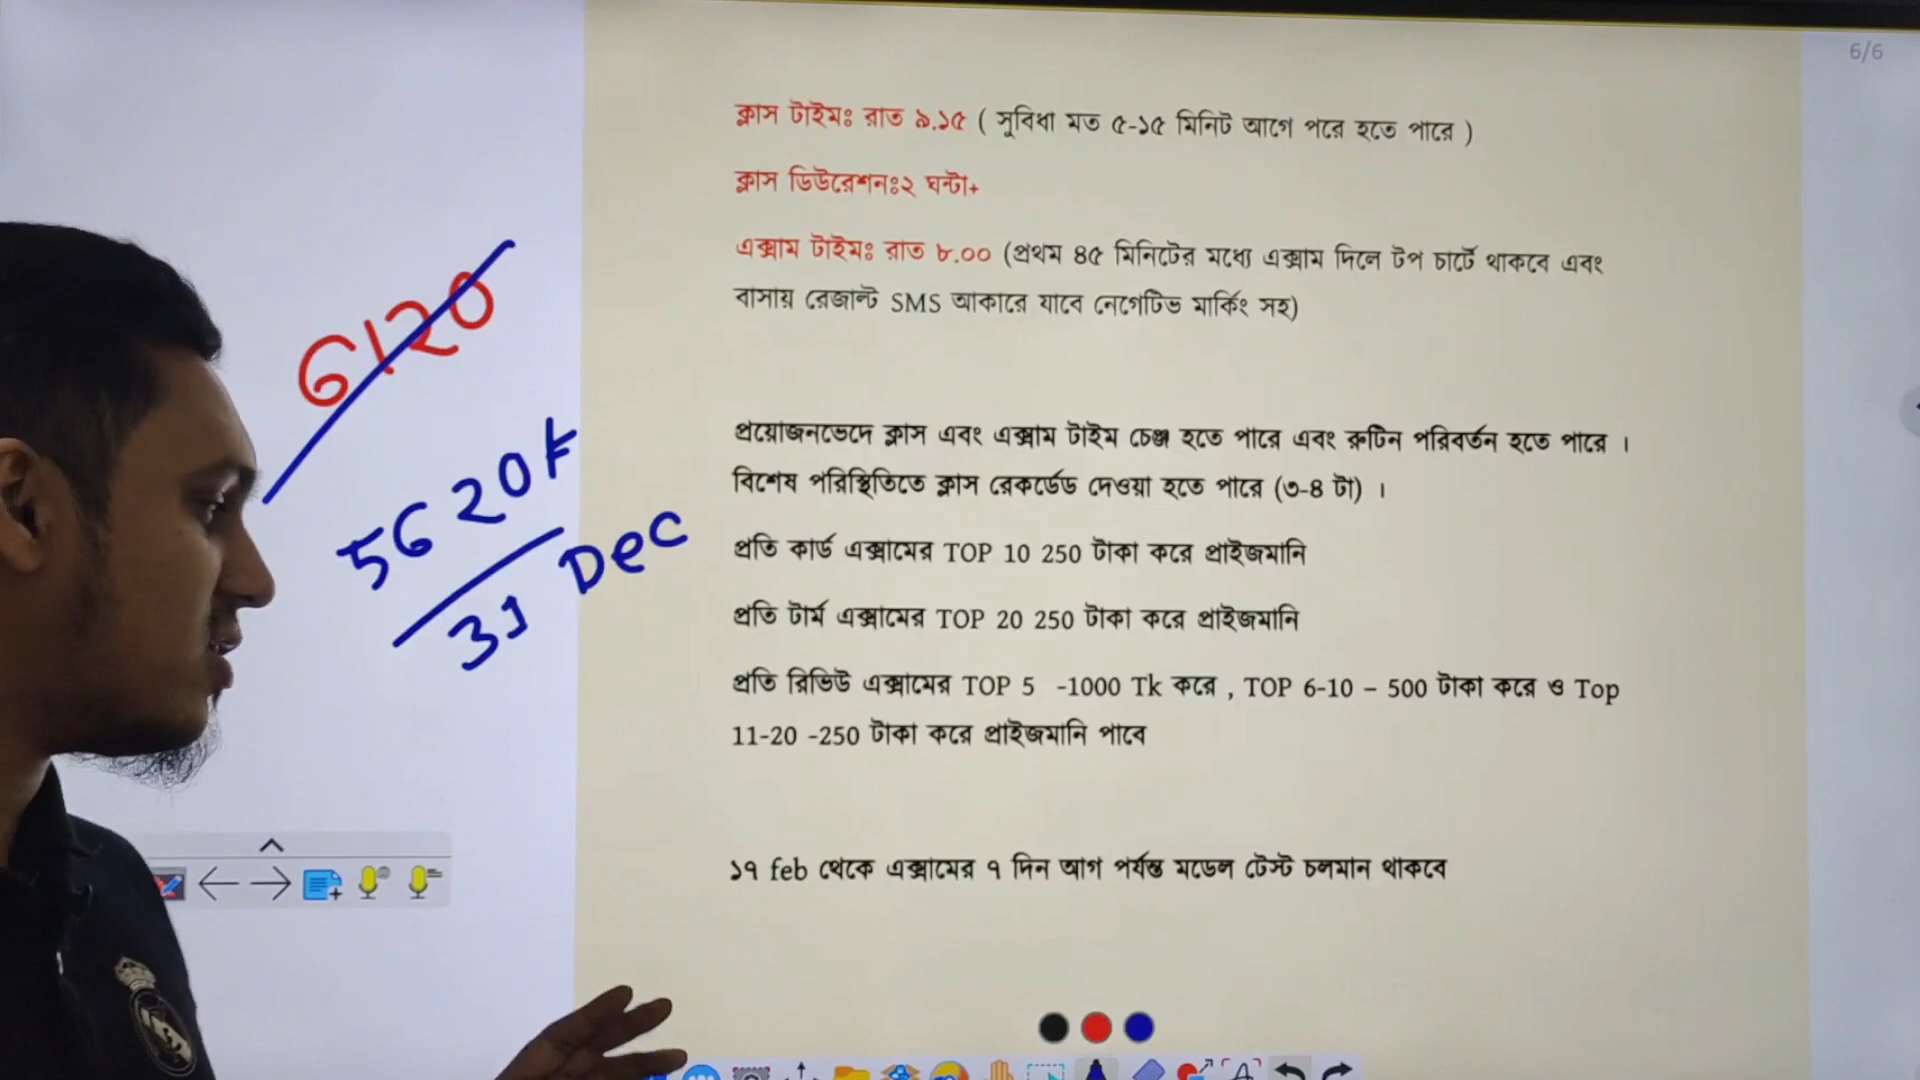 6/6
ক্লাস টাইমঃ রাত ৯.১৫ ( সুবিধা মত ৫-১৫ মিনিট আগে পরে হতে পারে )
ক্লাস ডিউরেশনঃ২ ঘন্টা+
এক্সাম টাইমঃ রাত ৮.০০ (প্রথম ৪৫ মিনিটের মধ্যে এক্সাম দিলে টপ চার্টে থাকবে এবং
বাসায় রেজাল্ট SMS আকারে যাবে নেগেটিভ মার্কিং সহ)
6120
5620
31 Dec
প্রয়োজনভেদে ক্লাস এবং এক্সাম টাইম চেঞ্জ হতে পারে এবং রুটিন পরিবর্তন হতে পারে ।
বিশেষ পরিস্থিতিতে ক্লাস রেকর্ডেড দেওয়া হতে পারে (৩-৪ টা) ।
প্রতি কার্ড এক্সামের TOP 10 250 টাকা করে প্রাইজমানি
প্রতি টার্ম এক্সামের TOP 20 250 টাকা করে প্রাইজমানি
প্রতি রিভিউ এক্সামের TOP 5 -1000 Tk করে , TOP 6-10 – 500 টাকা করে ও Top
11-20 -250 টাকা করে প্রাইজমানি পাবে
১৭ feb থেকে এক্সামের ৭ দিন আগ পর্যন্ত মডেল টেস্ট চলমান থাকবে